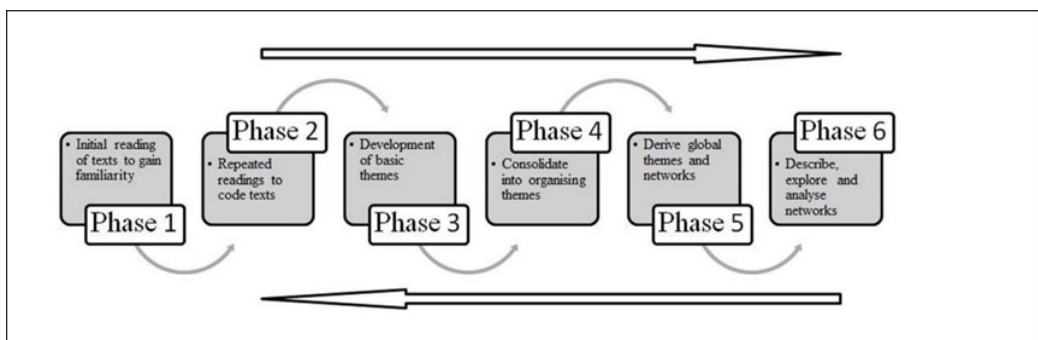 • Initial reading
of texts to gain
familiarity
Phase 1
Phase 2
• Repeated
readings to
code texts
• Development
of basic
themes
Phase 3
Phase 4
• Consolidate
into organising
themes
• Derive global
themes and
networks
Phase 5
Phase 6
• Describe,
explore and
analyse
networks